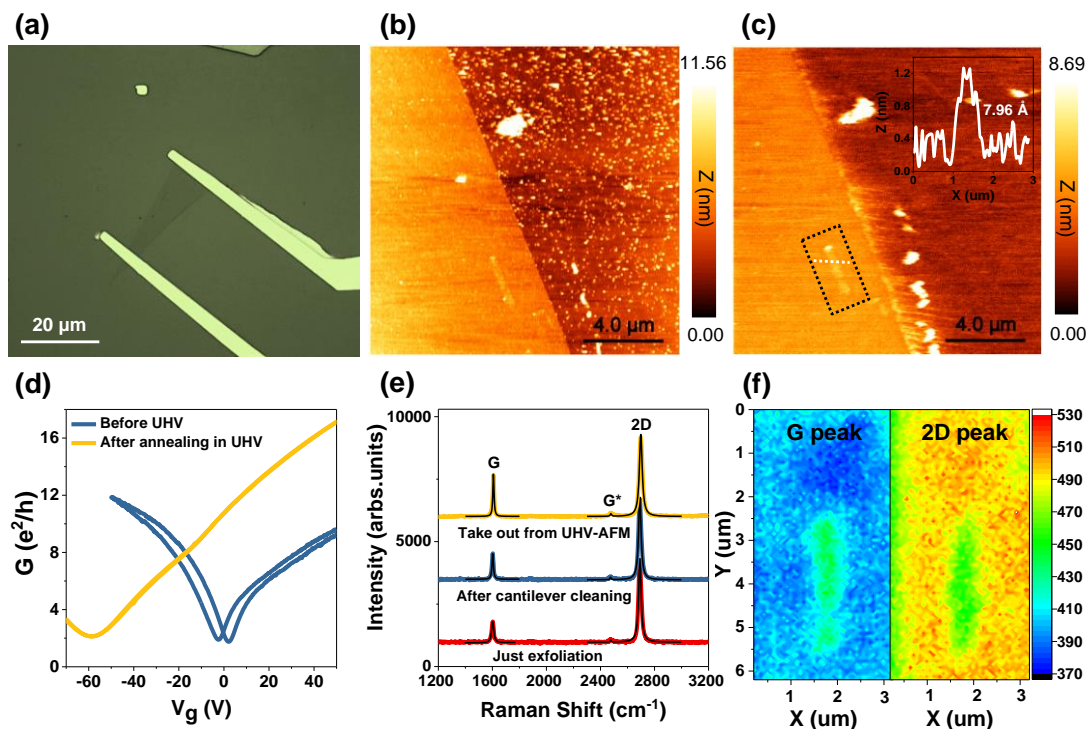 (a)
20 µm
(b)
4.0 µm
11.56
Z (nm)
0.00
(c)
Z (nm)
1.2
0.8
0.4
0.0
7.96 Å
0 1 2 3
X (um)
4.0 µm
8.69
Z (nm)
0.00
(d)
Before UHV
After annealing in UHV
G (e²/h)
16
12
8
4
0
-60 -40 -20 0 20 40
Vg (V)
(e)
Intensity (arbs.units)
10000
5000
0
G
G*
2D
Take out from UHV-AFM
After cantilever cleaning
Just exfoliation
1200 1600 2000 2400 2800 3200
Raman Shift (cm⁻¹)
(f)
G peak
2D peak
Y (um)
0
1
2
3
4
5
6
1 2 3
X (um)
1 2 3
X (um)
530
510
490
470
450
430
410
390
370